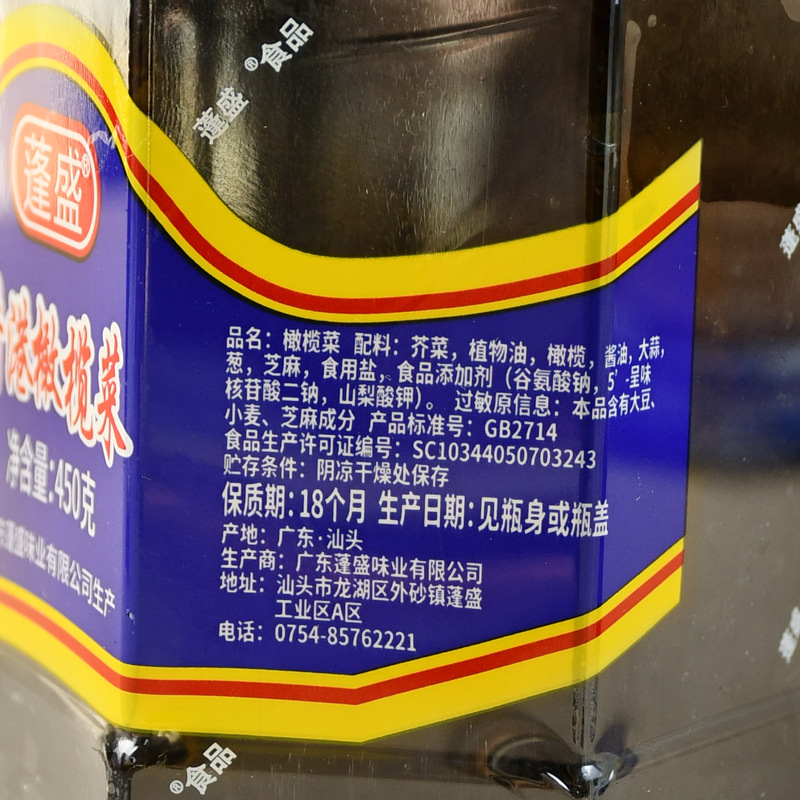 ®食品
蓬盛
蓬盛®
港橄榄菜
净含量:450克
蓬盛味业有限公司生产
品名: 橄榄菜 配料: 芥菜, 植物油, 橄榄, 酱油, 大蒜,
葱, 芝麻, 食用盐, 食品添加剂 (谷氨酸钠, 5'-呈味
核苷酸二钠, 山梨酸钾)。 过敏原信息: 本品含有大豆、
小麦、芝麻成分 产品标准号: GB2714
食品生产许可证编号: SC10344050703243
贮存条件: 阴凉干燥处保存
保质期: 18个月 生产日期: 见瓶身或瓶盖
产地: 广东·汕头
生产商: 广东蓬盛味业有限公司
地址: 汕头市龙湖区外砂镇蓬盛
工业区A区
电话: 0754-85762221
®食品